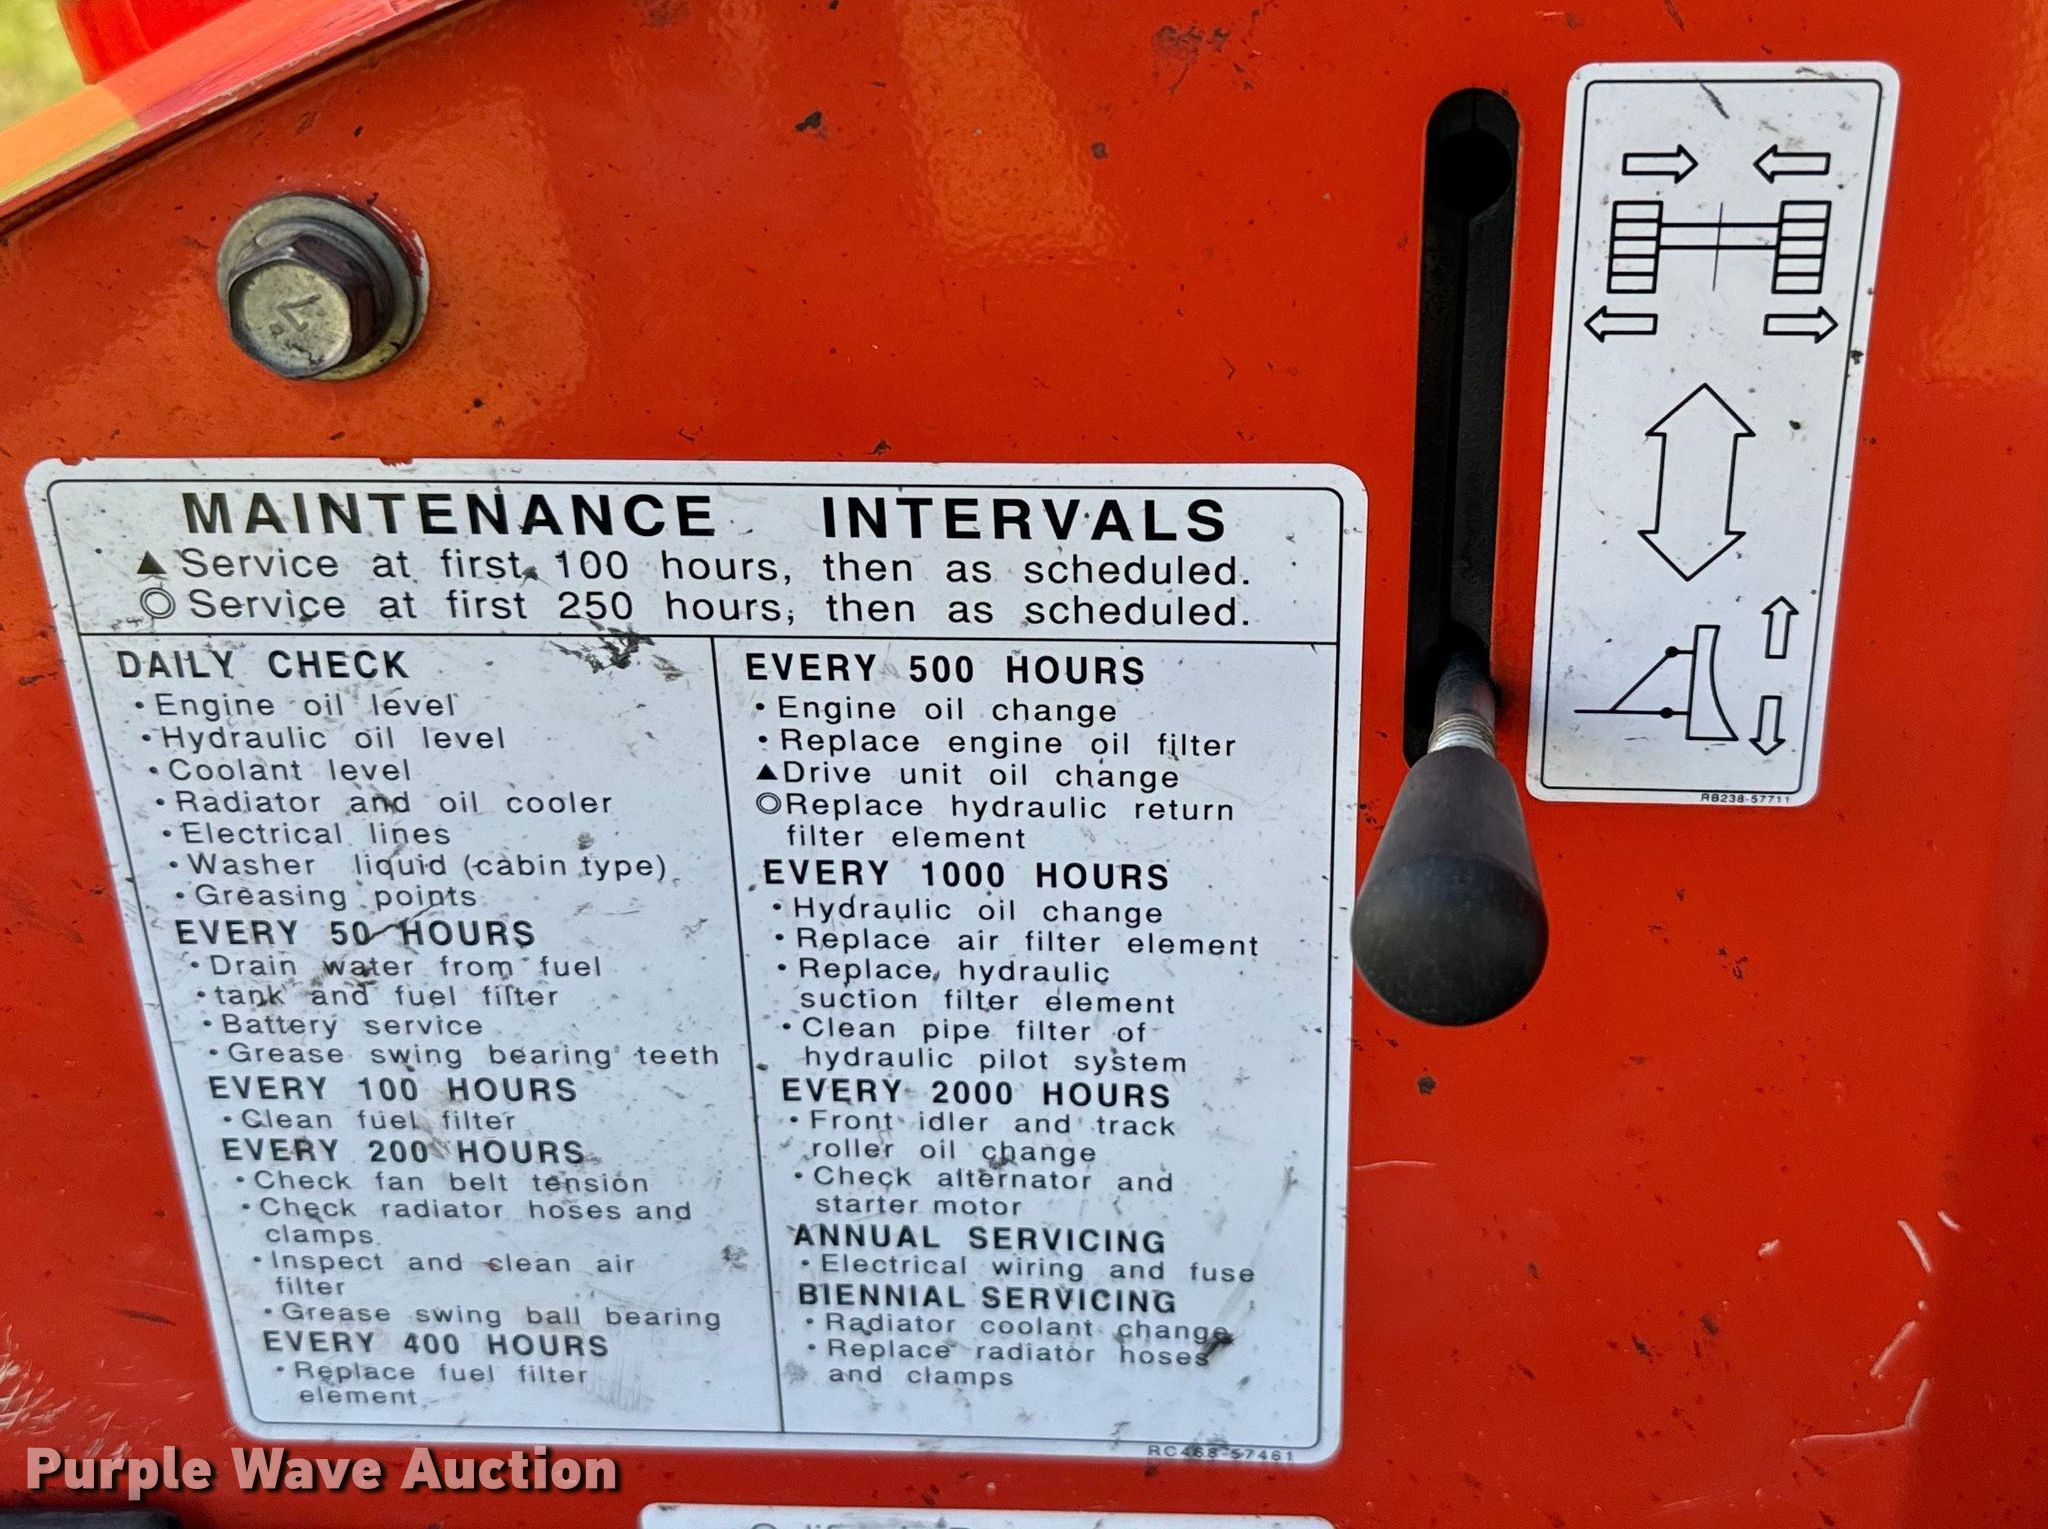 MAINTENANCE INTERVALS
▲Service at first 100 hours, then as scheduled.
◎Service at first 250 hours, then as scheduled.
DAILY CHECK
・Engine oil level
・Hydraulic oil level
・Coolant level
・Radiator and oil cooler
・Electrical lines
・Washer liquid (cabin type)
・Greasing points
EVERY 50 HOURS
・Drain water from fuel
・tank and fuel filter
・Battery service
・Grease swing bearing teeth
EVERY 100 HOURS
・Clean fuel filter
EVERY 200 HOURS
・Check fan belt tension
・Check radiator hoses and
clamps
・Inspect and clean air
filter
・Grease swing ball bearing
EVERY 400 HOURS
・Replace fuel filter
element
EVERY 500 HOURS
・Engine oil change
・Replace engine oil filter
▲Drive unit oil change
◎Replace hydraulic return
filter element
EVERY 1000 HOURS
・Hydraulic oil change
・Replace air filter element
・Replace hydraulic
suction filter element
・Clean pipe filter of
hydraulic pilot system
EVERY 2000 HOURS
・Front idler and track
roller oil change
・Check alternator and
starter motor
ANNUAL SERVICING
・Electrical wiring and fuse
BIENNIAL SERVICING
・Radiator coolant change
・Replace radiator hoses
and clamps
RC468-57461
RB238-57711
Purple Wave Auction